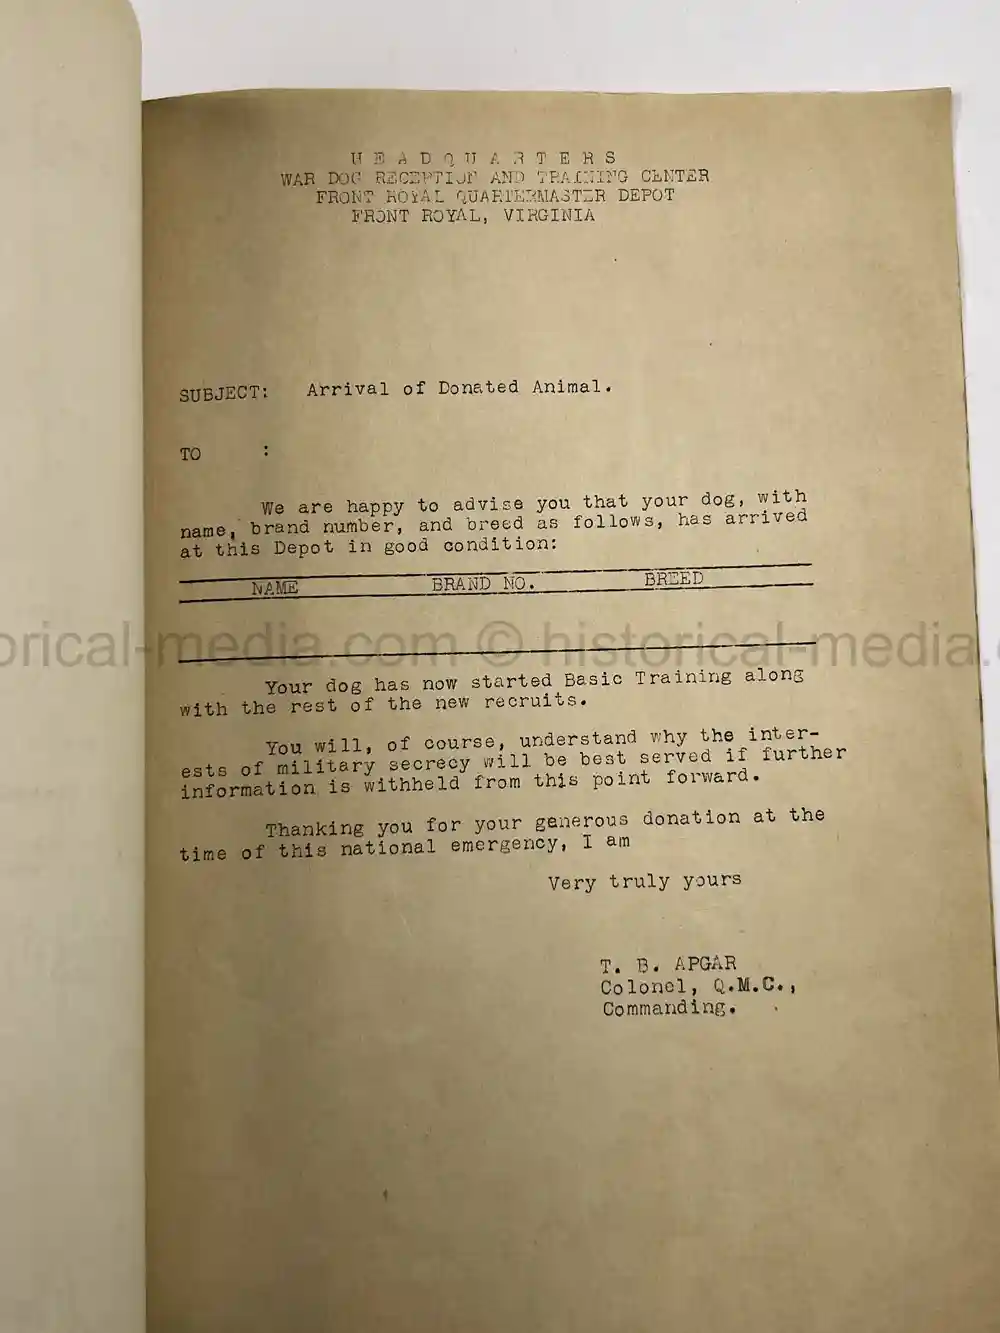 H E A D Q U A R T E R S
WAR DOG RECEPTION AND TRAINING CENTER
FRONT ROYAL QUARTERMASTER DEPOT
FRONT ROYAL, VIRGINIA
SUBJECT: Arrival of Donated Animal.
TO :
We are happy to advise you that your dog, with
name, brand number, and breed as follows, has arrived
at this Depot in good condition:
NAME BRAND NO. BREED
orical-media.com © historical-media.
Your dog has now started Basic Training along
with the rest of the new recruits.
You will, of course, understand why the inter-
ests of military secrecy will be best served if further
information is withheld from this point forward.
Thanking you for your generous donation at the
time of this national emergency, I am
Very truly yours
T. B. APGAR
Colonel, Q.M.C.,
Commanding.